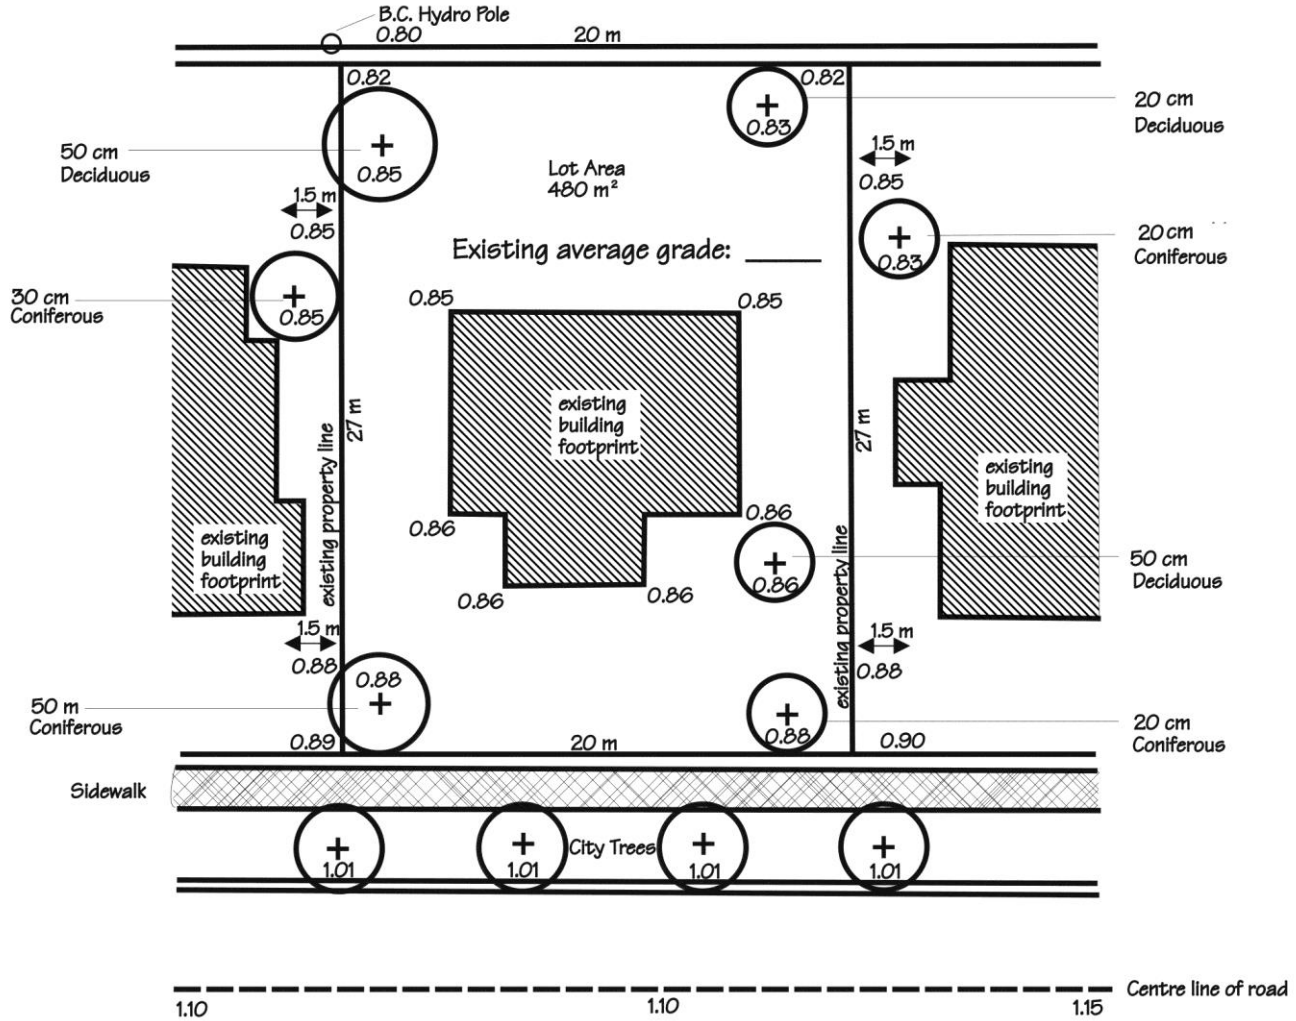 B.C. Hydro Pole
0.80
20 m
0.82
0.82
20 cm
Deciduous
0.83
50 cm
Deciduous
0.85
1.5 m
0.85
Lot Area
480 m²
1.5 m
0.85
20 cm
Coniferous
0.83
Existing average grade: ______
30 cm
Coniferous
0.85
0.85
0.85
27 m
existing property line
existing
building
footprint
27 m
existing
building
footprint
existing
building
footprint
0.86
0.86
50 cm
Deciduous
0.86
existing property line
0.86
0.86
1.5 m
0.88
1.5 m
0.88
0.88
50 m
Coniferous
0.88
20 cm
Coniferous
0.89
20 m
0.90
Sidewalk
City Trees
1.01
1.01
1.01
1.01
Centre line of road
1.10
1.10
1.15